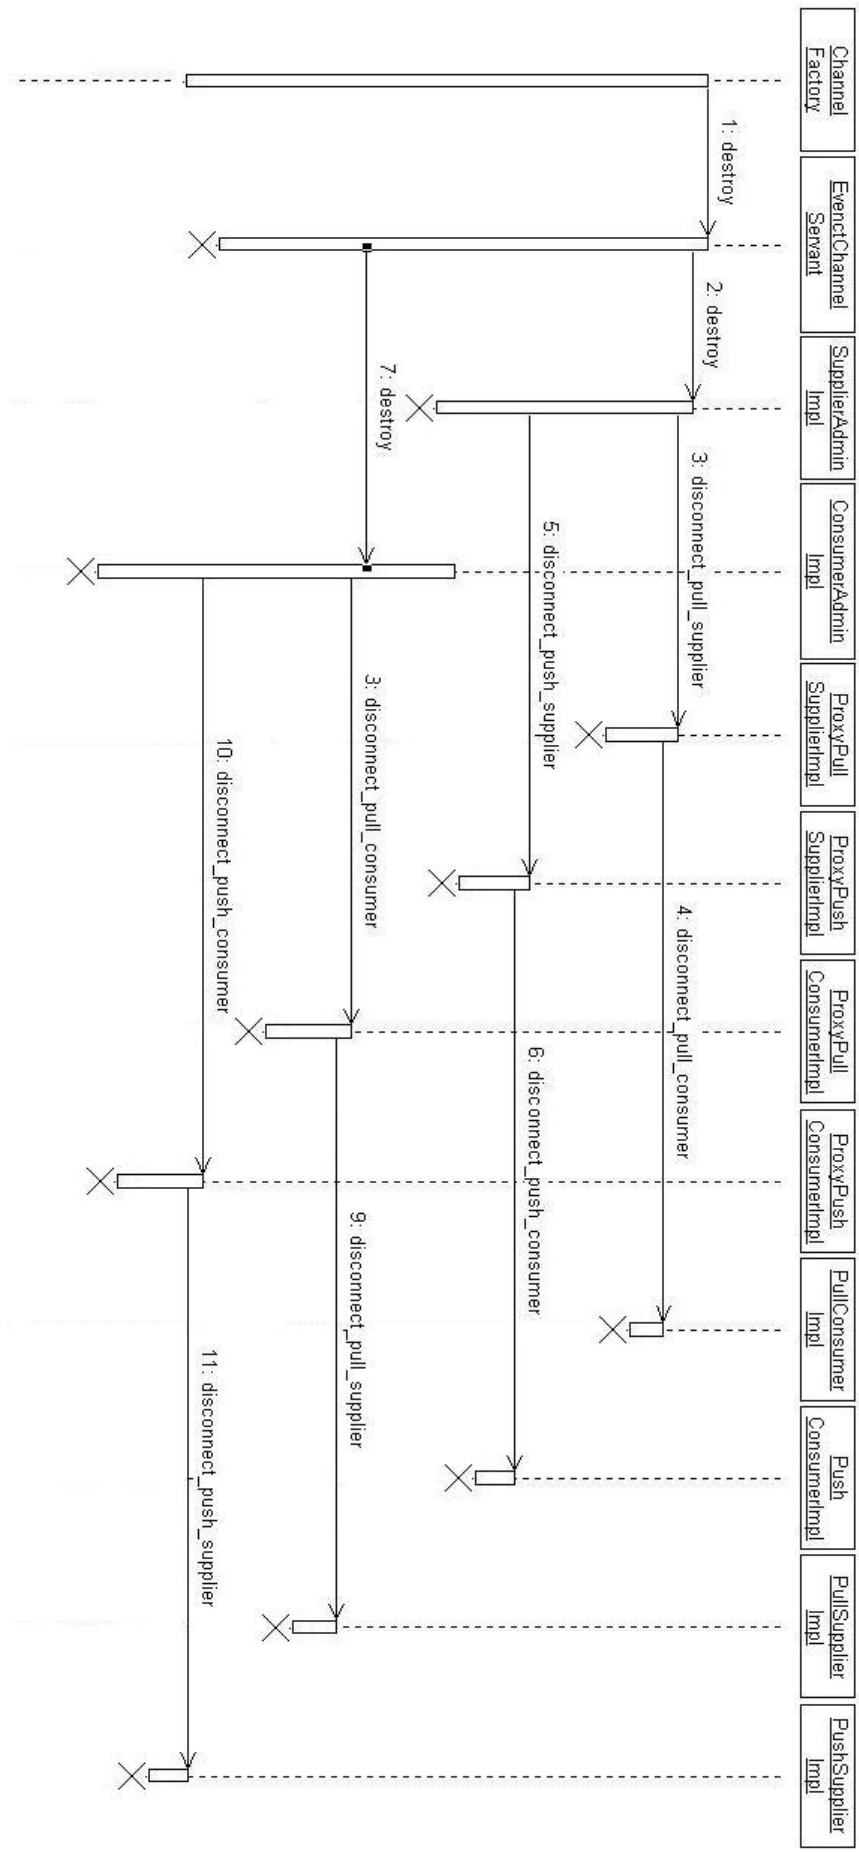 Channel
Factory
EvenctChannel
Servant
SupplierAdmin
Impl
ConsumerAdmin
Impl
ProxyPull
SupplierImpl
ProxyPush
SupplierImpl
ProxyPull
ConsumerImpl
ProxyPush
ConsumerImpl
PullConsumer
Impl
Push
ConsumerImpl
PullSupplier
Impl
PushSupplier
Impl
1: destroy
2: destroy
3: disconnect_pull_supplier
4: disconnect_pull_consumer
5: disconnect_push_supplier
6: disconnect_push_consumer
7: destroy
3: disconnect_pull_consumer
9: disconnect_pull_supplier
10: disconnect_push_consumer
11: disconnect_push_supplier